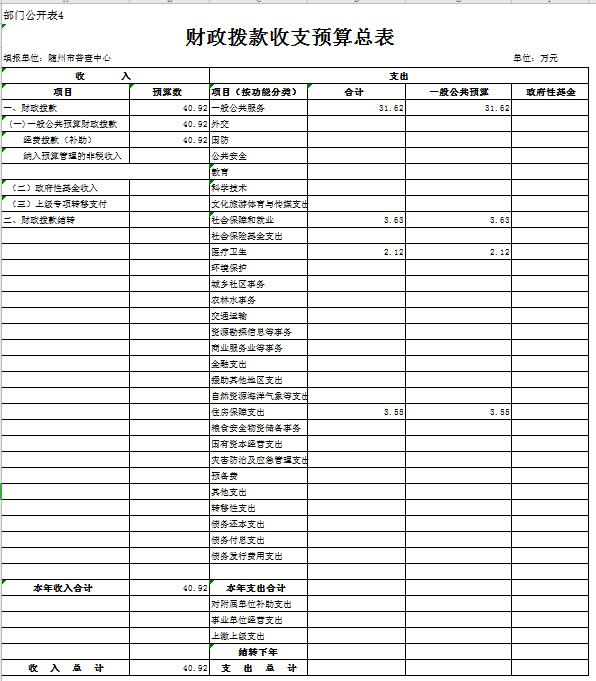 部门公开表4
财政拨款收支预算总表
填报单位：随州市普查中心 单位：万元
收 入 支出
项目 预算数 项目（按功能分类） 合计 一般公共预算 政府性基金
一、财政拨款 40.92 一般公共服务 31.62 31.62
(一)一般公共预算财政拨款 40.92 外交
经费拨款（补助） 40.92 国防
纳入预算管理的非税收入 公共安全
教育
（二）政府性基金收入 科学技术
（三）上级专项转移支付 文化旅游体育与传媒支出
二、财政拨款结转 社会保障和就业 3.63 3.63
社会保险基金支出
医疗卫生 2.12 2.12
环境保护
城乡社区事务
农林水事务
交通运输
资源勘探信息等事务
商业服务业等事务
金融支出
援助其他地区支出
自然资源海洋气象等支出
住房保障支出 3.55 3.55
粮食安全物资储备事务
国有资本经营支出
灾害防治及应急管理支出
预备费
其他支出
转移性支出
债务还本支出
债务付息支出
债务发行费用支出
本年收入合计 40.92 本年支出合计
对附属单位补助支出
事业单位经营支出
上缴上级支出
结转下年
收 入 总 计 40.92 支 出 总 计